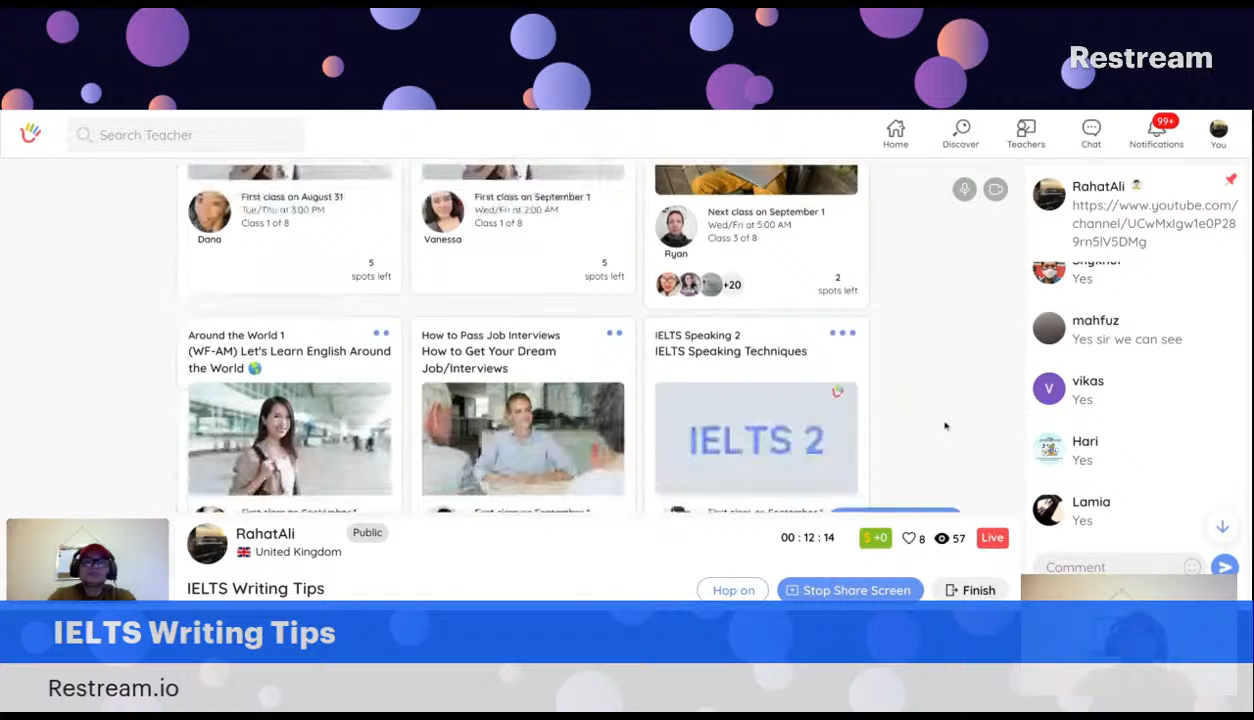 Restream
Search Teacher
Home
Discover
Teachers
Chat
99+
Notifications
You
First class on August 31
Tue/Thu at 3:00 PM
Class 1 of 8
Dana
5
spots left
First class on September 1
Wed/Fri at 2:00 AM
Class 1 of 8
Vanessa
5
spots left
Next class on September 1
Wed/Fri at 5:00 AM
Class 3 of 8
Ryan
+20
2
spots left
Around the World 1
(WF-AM) Let's Learn English Around
the World
How to Pass Job Interviews
How to Get Your Dream
Job/Interviews
IELTS Speaking 2
IELTS Speaking Techniques
IELTS 2
RahatAli
https://www.youtube.com/
channel/UCwMxIgw1e0P28
9rn5lV5DMg
Yes
mahfuz
Yes sir we can see
V
vikas
Yes
Hari
Yes
Lamia
Yes
Comment
RahatAli
Public
United Kingdom
00 : 12 : 14
$ +0
8
57
Live
IELTS Writing Tips
Hop on
Stop Share Screen
Finish
IELTS Writing Tips
Restream.io